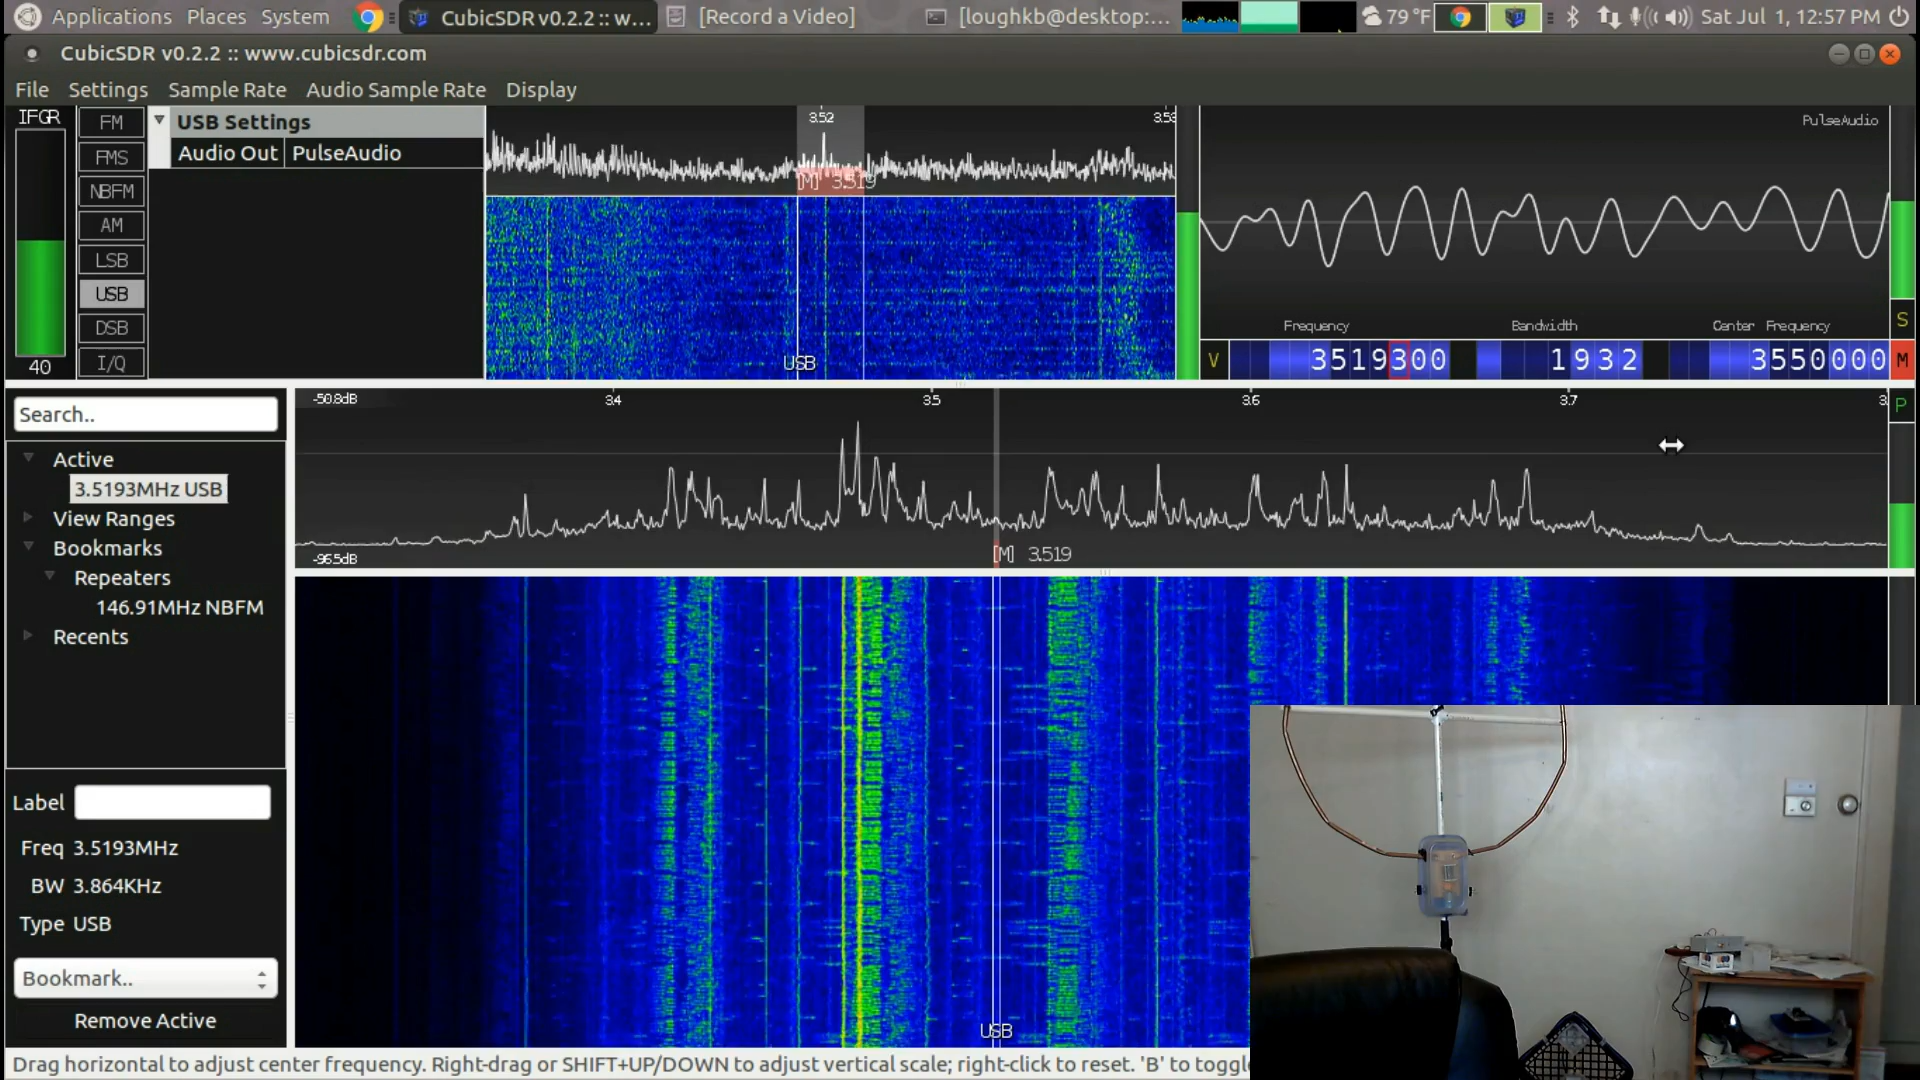 Applications Places System CubicSDR v0.2.2 :: w... [Record a Video] [loughkb@desktop:... 79 °F Sat Jul 1, 12:57 PM
CubicSDR v0.2.2 :: www.cubicsdr.com
File Settings Sample Rate Audio Sample Rate Display
IFGR
40
FM
FMS
NBFM
AM
LSB
USB
DSB
I/Q
USB Settings
Audio Out PulseAudio
3.52
[M] 3.519
USB
PulseAudio
Frequency Bandwidth Center Frequency
V 3519300 1932 3550000 M
S
P
Search..
Active
3.5193MHz USB
View Ranges
Bookmarks
Repeaters
146.91MHz NBFM
Recents
-50.8dB 3.4 3.5 3.6 3.7
-96.5dB
[M] 3.519
USB
Label
Freq 3.5193MHz
BW 3.864KHz
Type USB
Bookmark..
Remove Active
Drag horizontal to adjust center frequency. Right-drag or SHIFT+UP/DOWN to adjust vertical scale; right-click to reset. 'B' to toggl